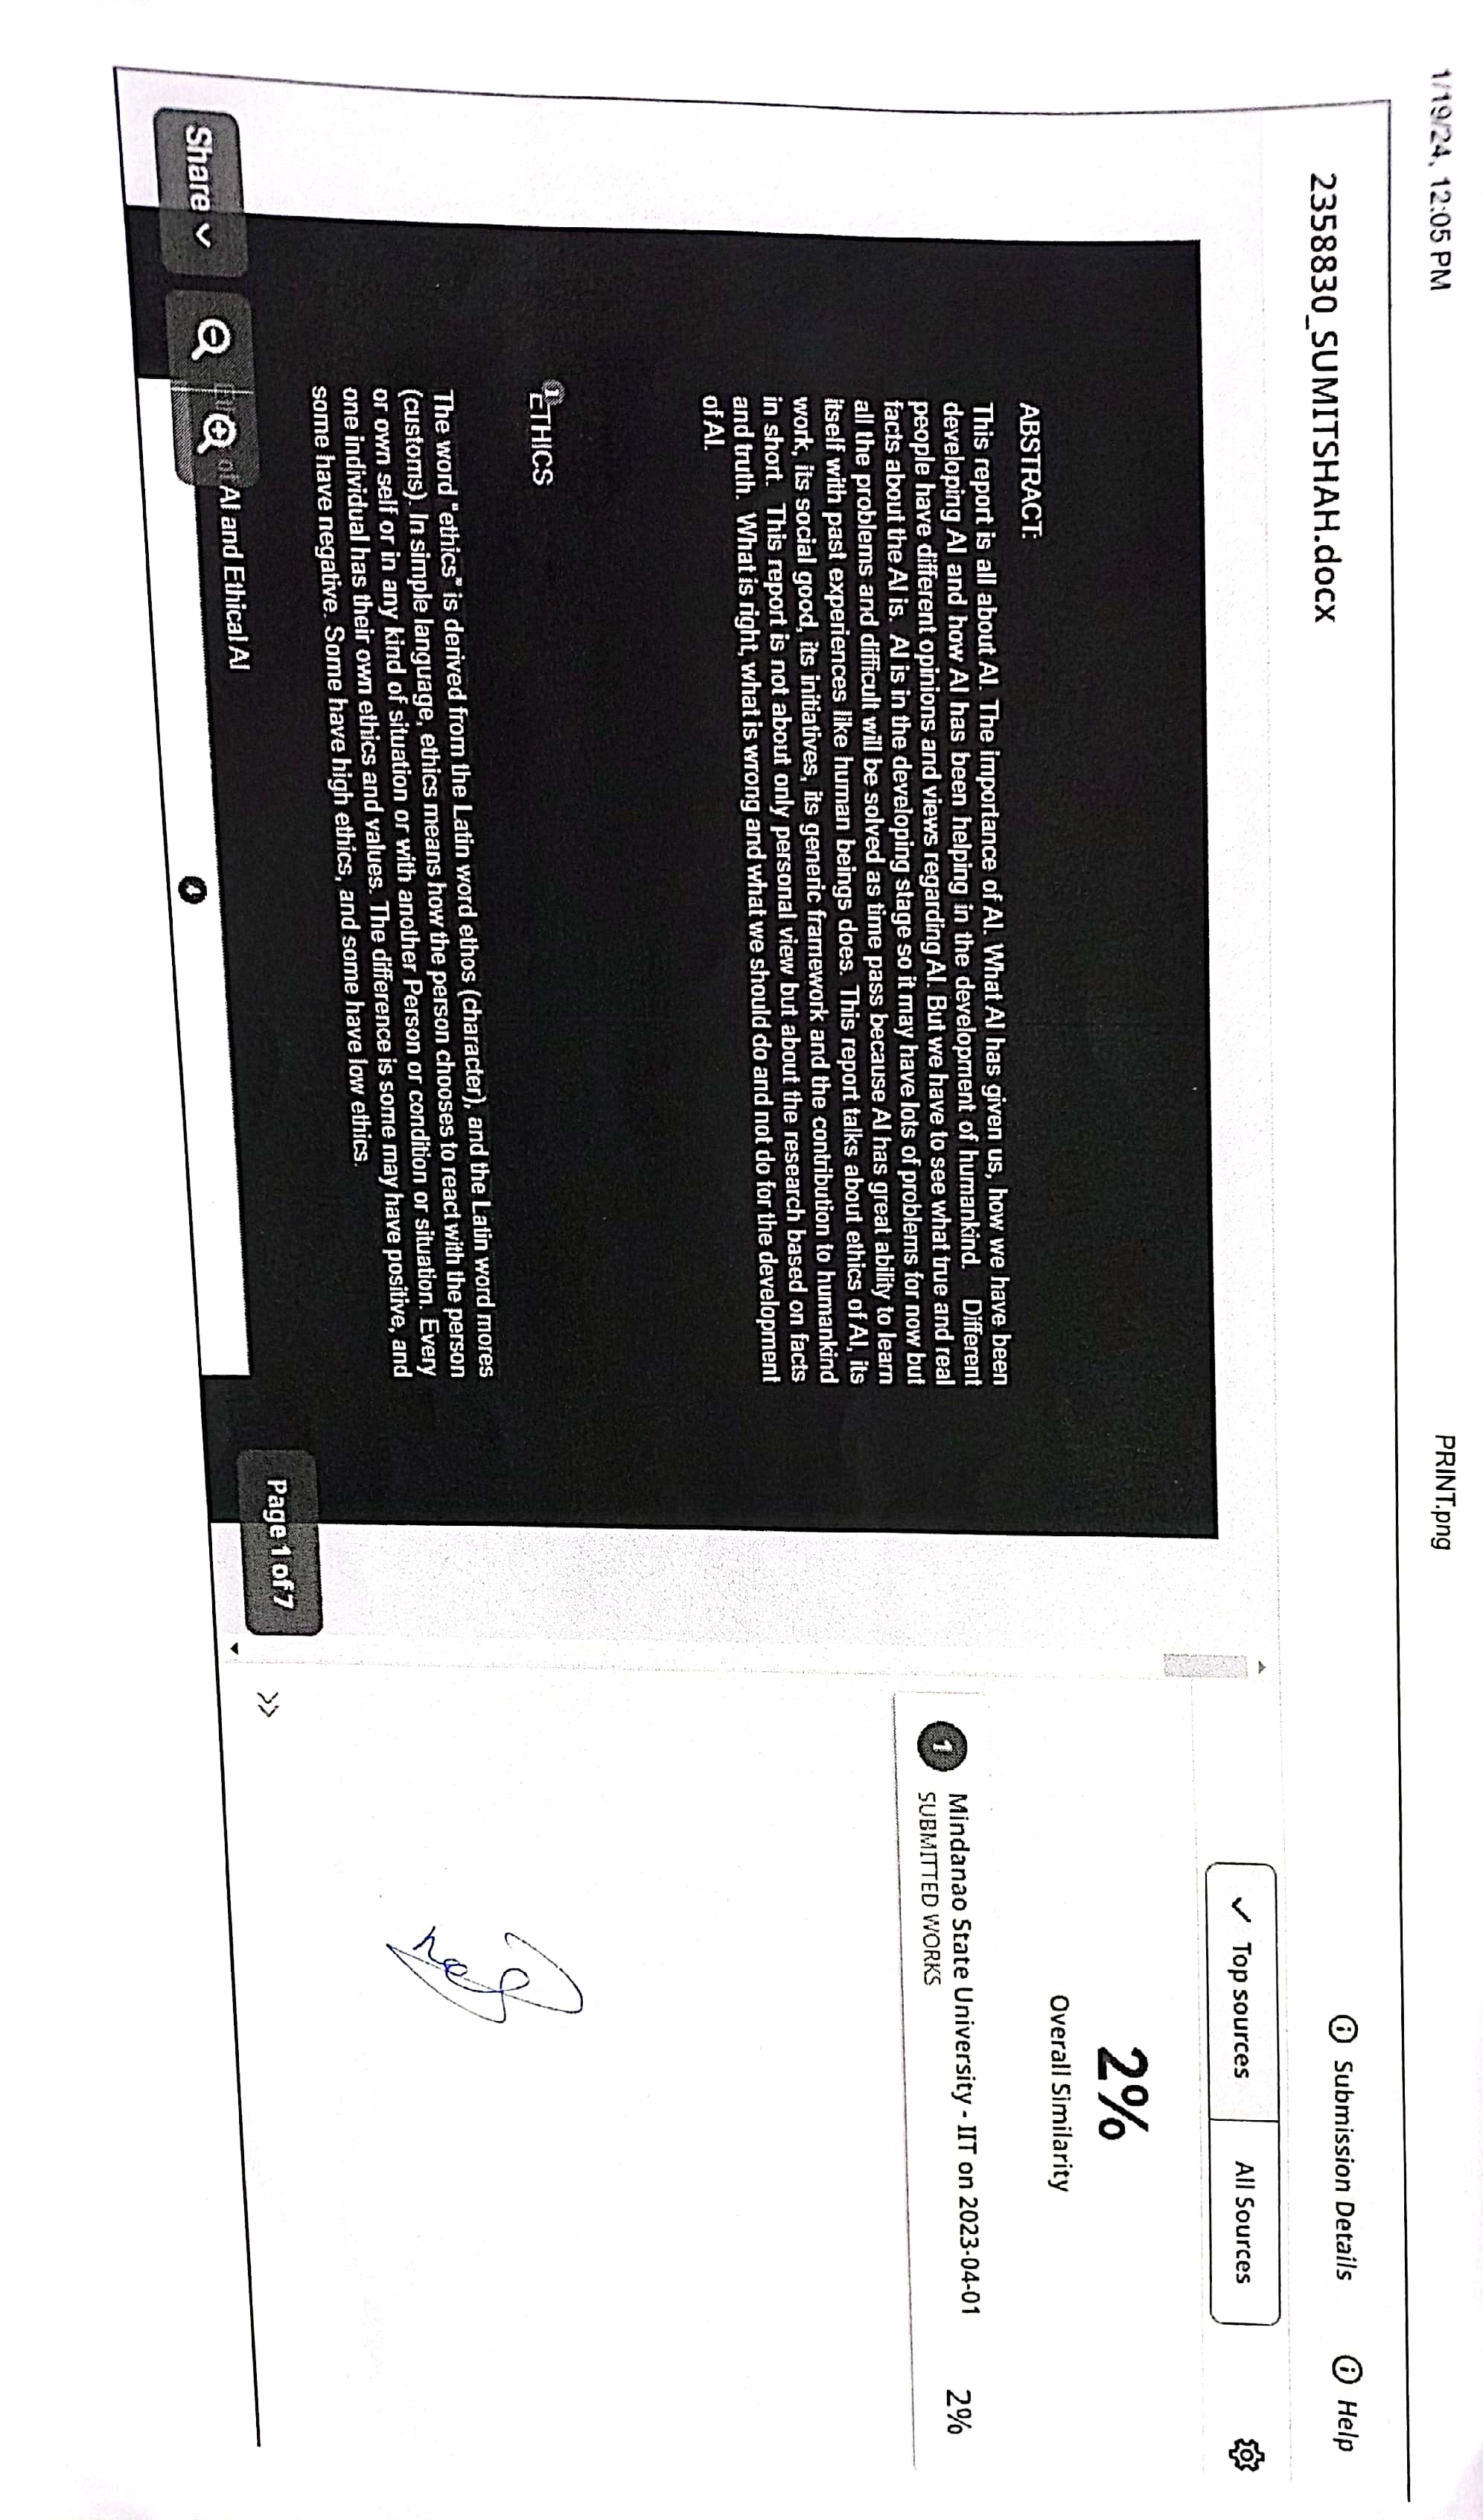 1/19/24, 12:05 PM
PRINT.png
2358830_SUMITSHAH.docx
Submission Details
Help
Top sources
All Sources
2%
Overall Similarity
1
Mindanao State University - IIT on 2023-04-01
2%
SUBMITTED WORKS
ABSTRACT:
This report is all about AI. The importance of AI. What AI has given us, how we have been
developing AI and how AI has been helping in the development of humankind. Different
people have different opinions and views regarding AI. But we have to see what true and real
facts about the AI is. AI is in the developing stage so it may have lots of problems for now but
all the problems and difficult will be solved as time pass because AI has great ability to learn
itself with past experiences like human beings does. This report talks about ethics of AI, its
work, its social good, its initiatives, its generic framework and the contribution to humankind
in short. This report is not about only personal view but about the research based on facts
and truth. What is right, what is wrong and what we should do and not do for the development
of AI.
1
ETHICS
The word "ethics" is derived from the Latin word ethos (character), and the Latin word mores
(customs). In simple language, ethics means how the person chooses to react with the person
or own self or in any kind of situation or with another Person or condition or situation. Every
one individual has their own ethics and values. The difference is some may have positive, and
some have negative. Some have high ethics, and some have low ethics.
Page 1 of 7
of AI and Ethical AI
Share
4